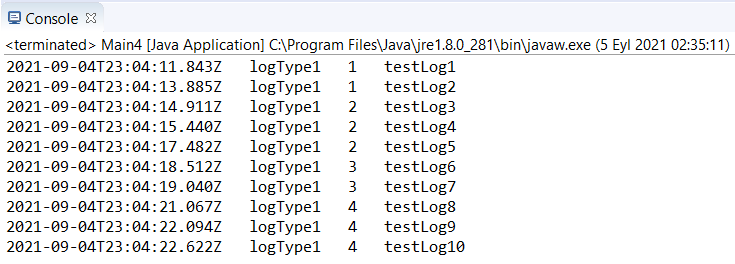 Console
<terminated> Main4 [Java Application] C:\Program Files\Java\jre1.8.0_281\bin\javaw.exe (5 Eyl 2021 02:35:11)
2021-09-04T23:04:11.843Z   logType1   1   testLog1
2021-09-04T23:04:13.885Z   logType1   1   testLog2
2021-09-04T23:04:14.911Z   logType1   2   testLog3
2021-09-04T23:04:15.440Z   logType1   2   testLog4
2021-09-04T23:04:17.482Z   logType1   2   testLog5
2021-09-04T23:04:18.512Z   logType1   3   testLog6
2021-09-04T23:04:19.040Z   logType1   3   testLog7
2021-09-04T23:04:21.067Z   logType1   4   testLog8
2021-09-04T23:04:22.094Z   logType1   4   testLog9
2021-09-04T23:04:22.622Z   logType1   4   testLog10